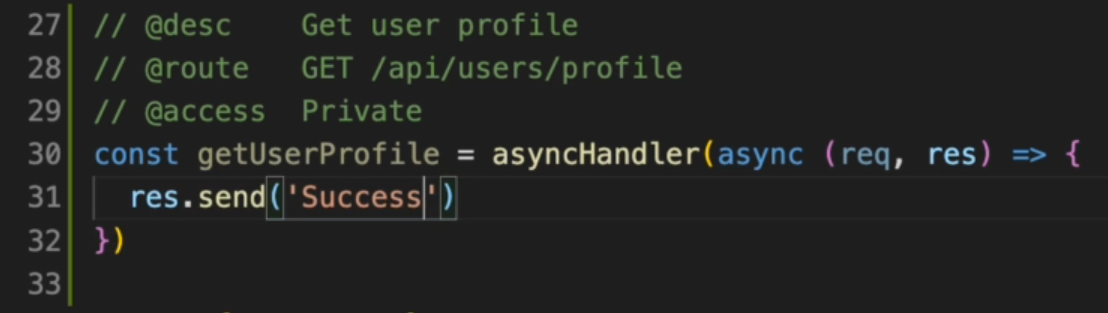 27 // @desc    Get user profile
28 // @route   GET /api/users/profile
29 // @access  Private
30 const getUserProfile = asyncHandler(async (req, res) => {
31   res.send('Success')
32 })
33